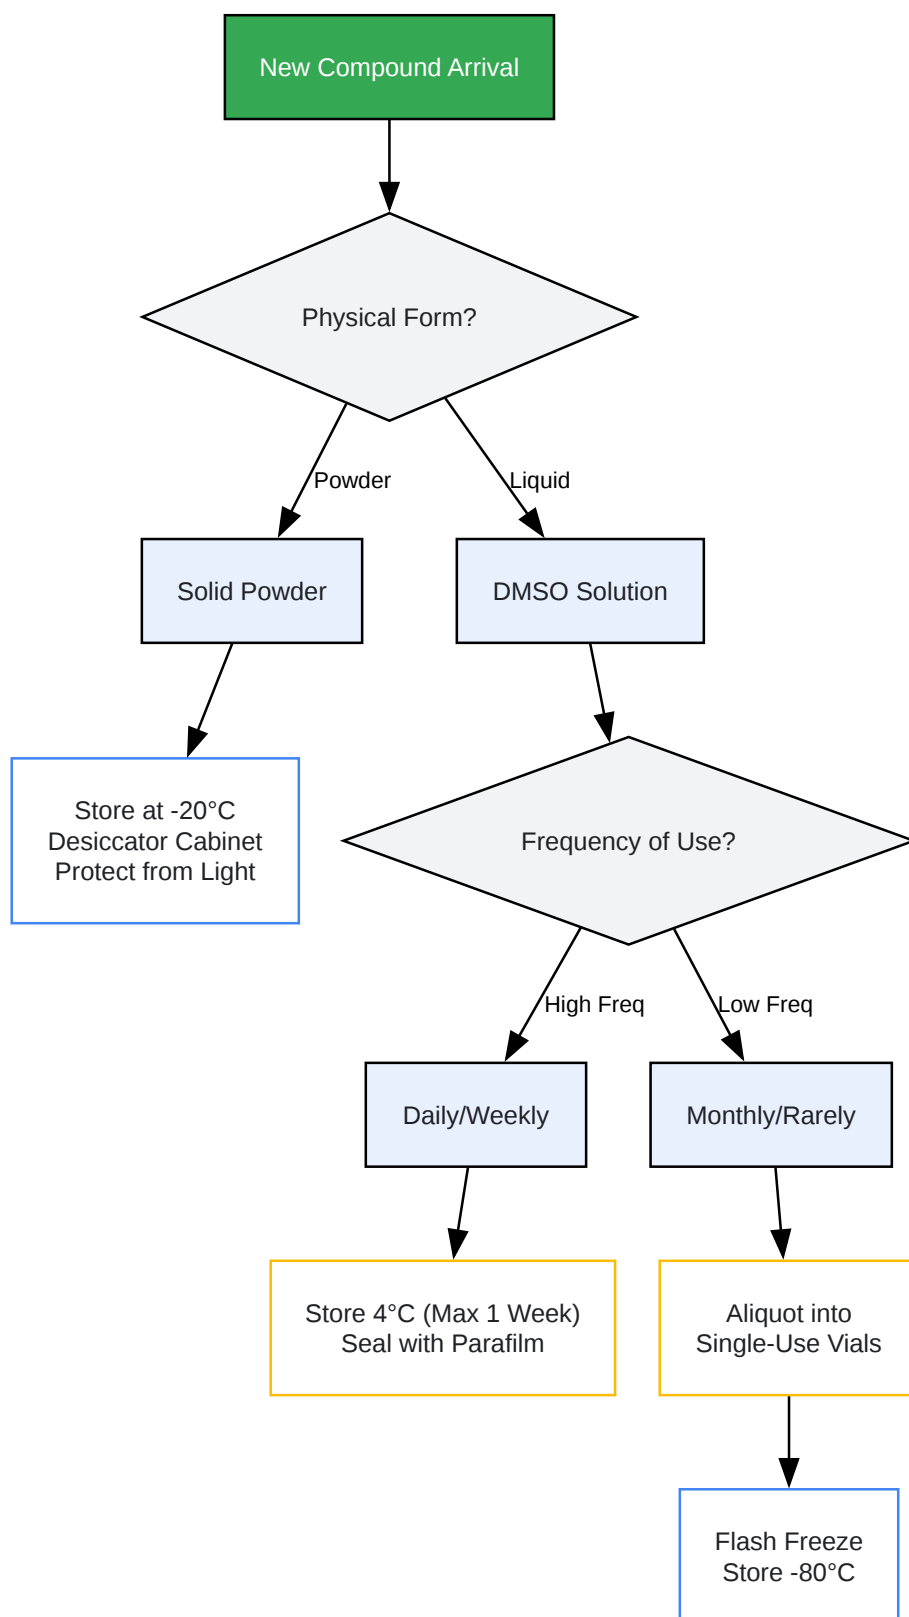 New Compound Arrival
Physical Form?
Powder
Liquid
Solid Powder
DMSO Solution
Store at -20°C
Desiccator Cabinet
Protect from Light
Frequency of Use?
High Freq
Low Freq
Daily/Weekly
Monthly/Rarely
Store 4°C (Max 1 Week)
Seal with Parafilm
Aliquot into
Single-Use Vials
Flash Freeze
Store -80°C